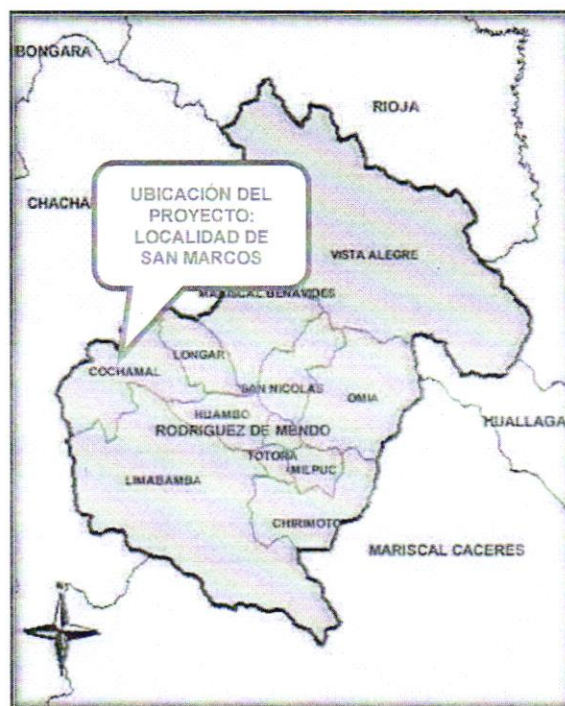 BONGARA
RIOJA
CHACHA
UBICACIÓN DEL
PROYECTO:
LOCALIDAD DE
SAN MARCOS
VISTA ALEGRE
MARISCAL BENAVIDES
LONGAR
COCHAMAL
SAN NICOLAS
OMIA
HUAMBO
HUALLAGA
RODRIGUEZ DE MENDO
TOTORA
MILPUC
LIMABAMBA
CHIRIMOTO
MARISCAL CACERES